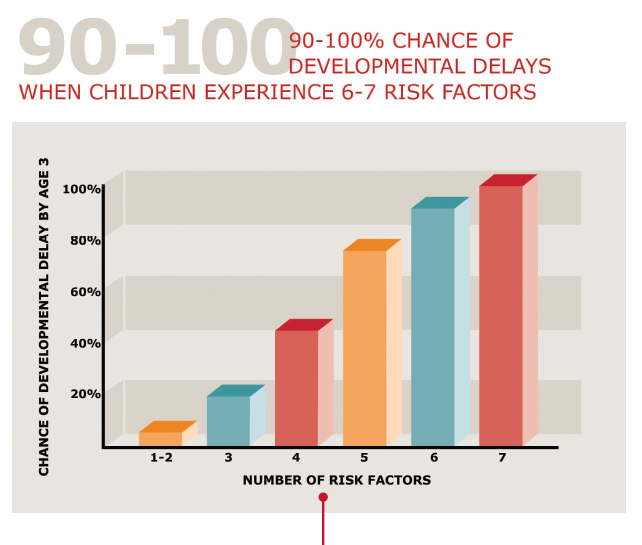 90-100
90-100% CHANCE OF
DEVELOPMENTAL DELAYS
WHEN CHILDREN EXPERIENCE 6-7 RISK FACTORS
CHANCE OF DEVELOPMENTAL DELAY BY AGE 3
100%
80%
60%
40%
20%
1-2 3 4 5 6 7
NUMBER OF RISK FACTORS